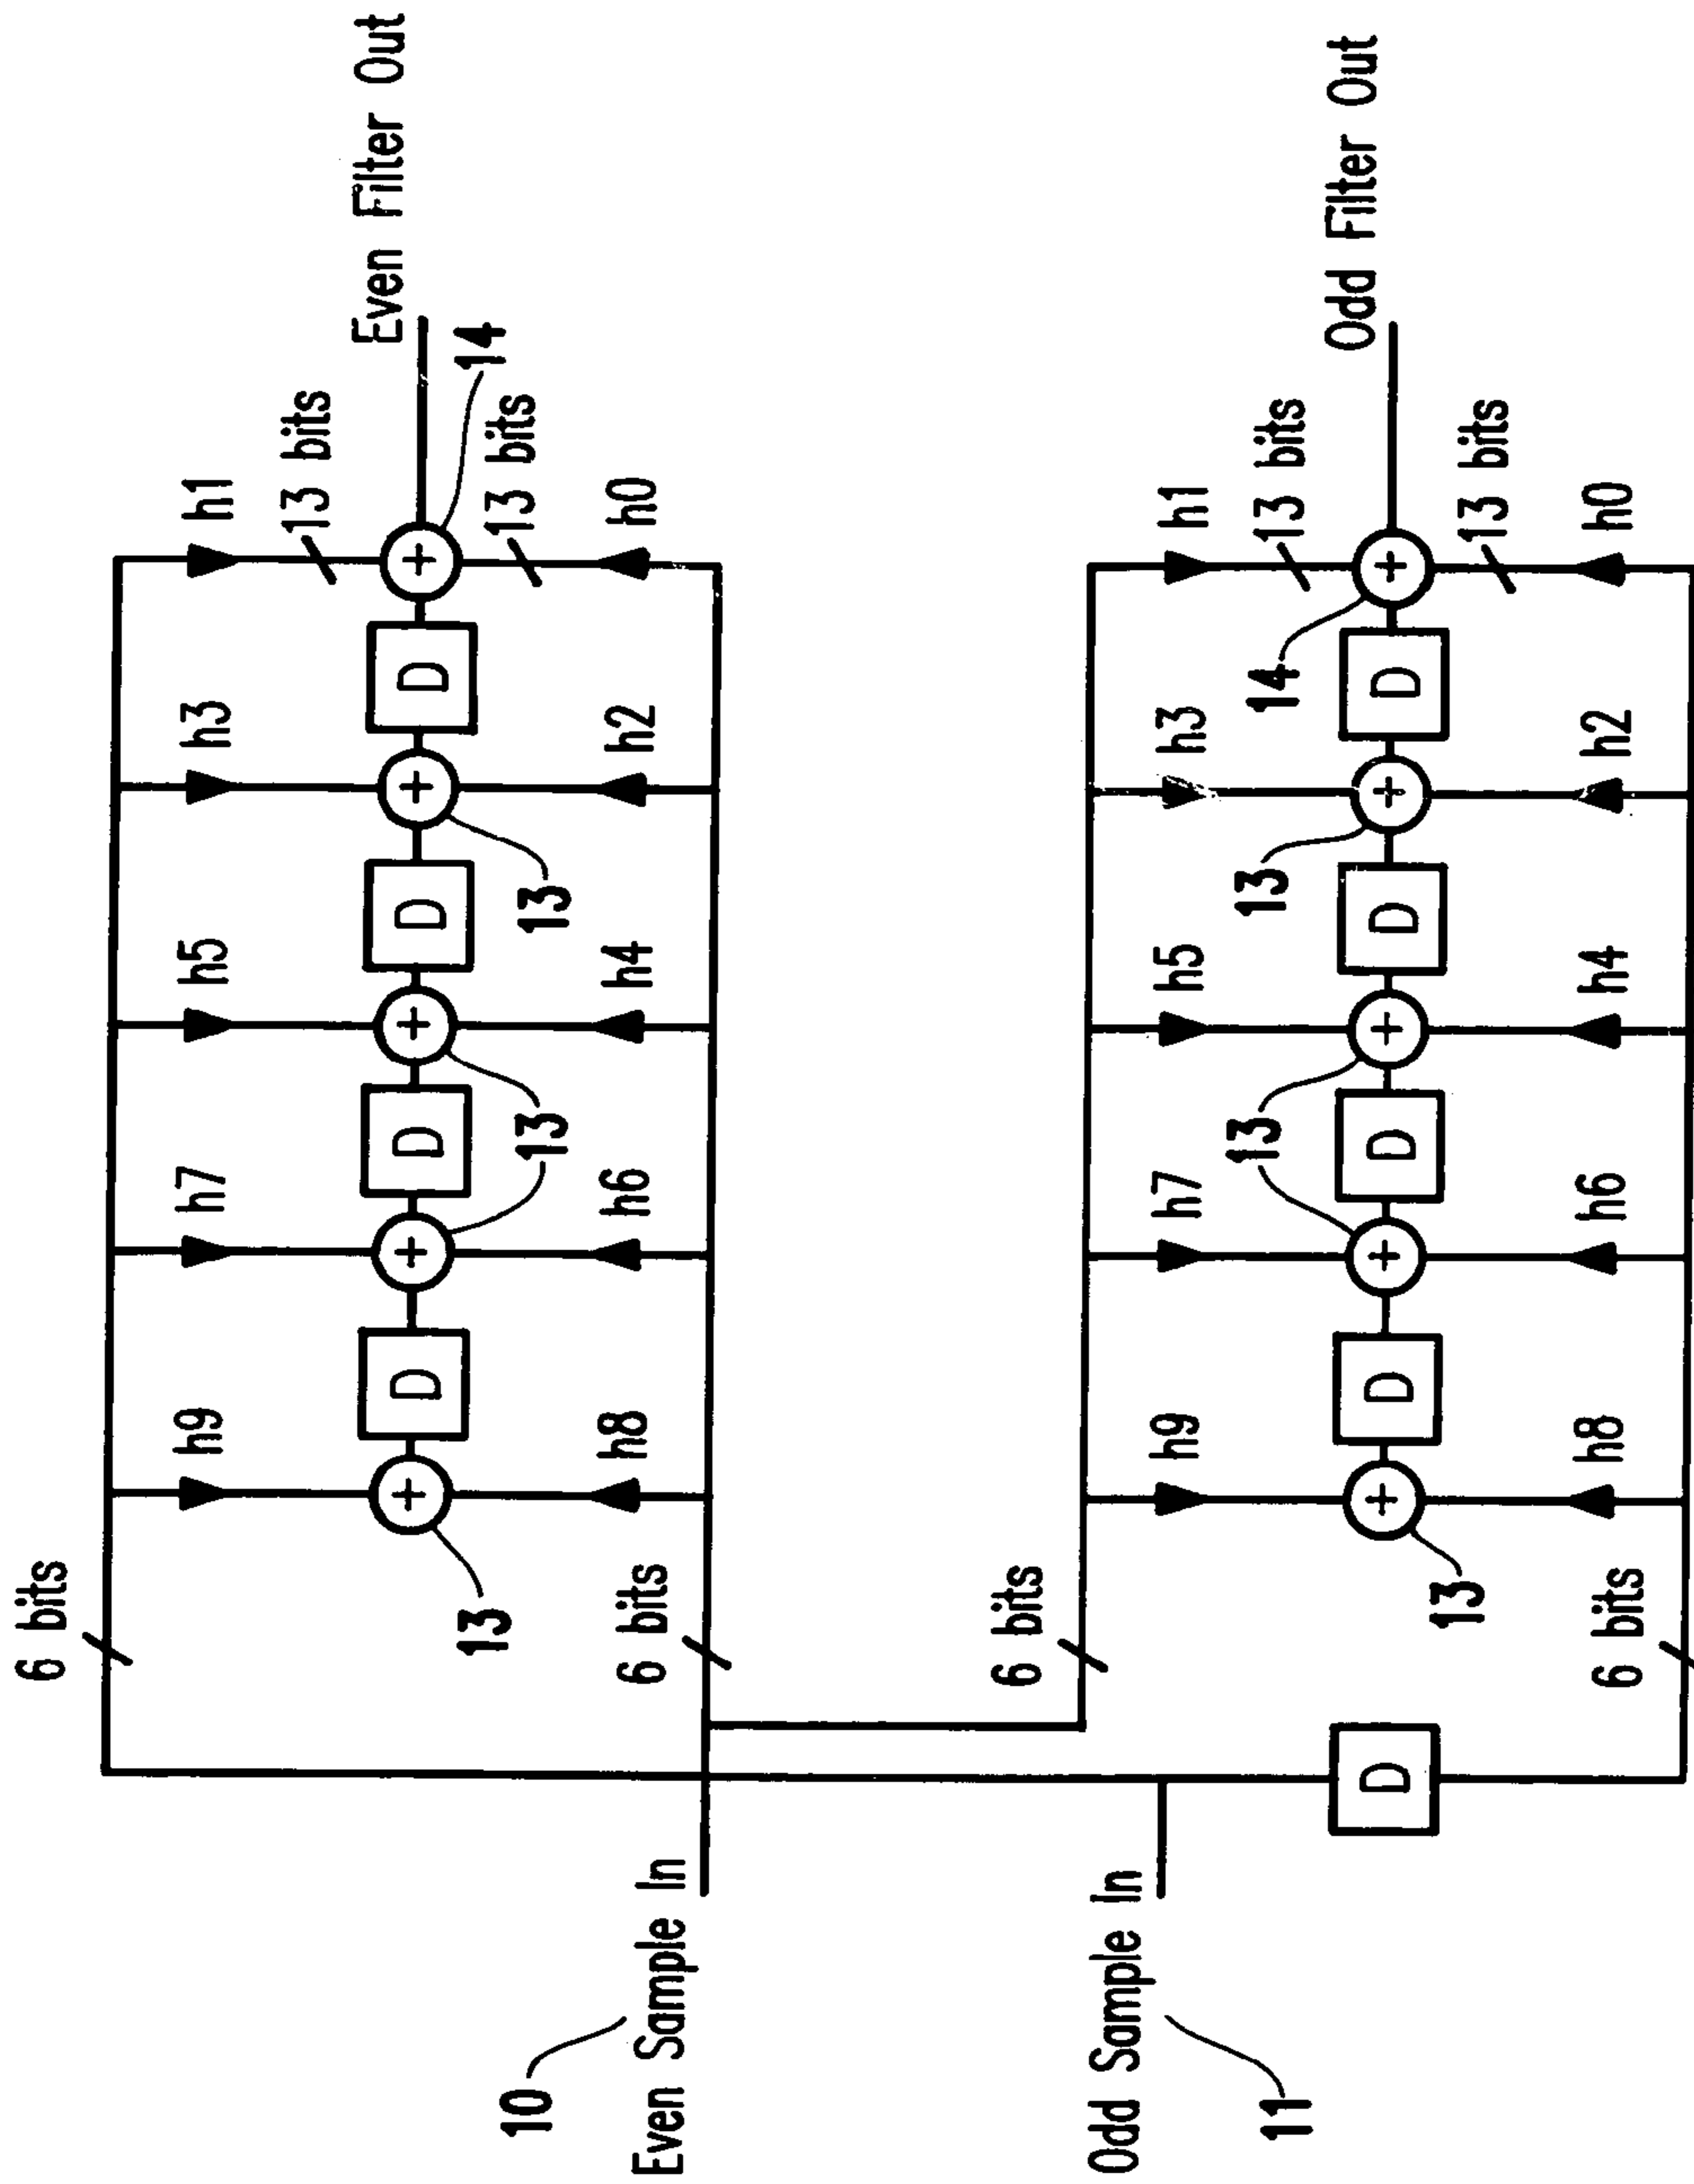 6 bits
h9 h7 h5 h3 h1
13 bits
Even Filter Out
+ D + D + D + D +
13 14
13 bits
10
13 13
h8 h6 h4 h2 h0
6 bits
Even Sample In
6 bits
Odd Sample In
h9 h7 h5 h3 h1
11
13 13 14
13 bits
Odd Filter Out
D + D + D + D + D +
13
13 bits
h8 h6 h4 h2 h0
6 bits